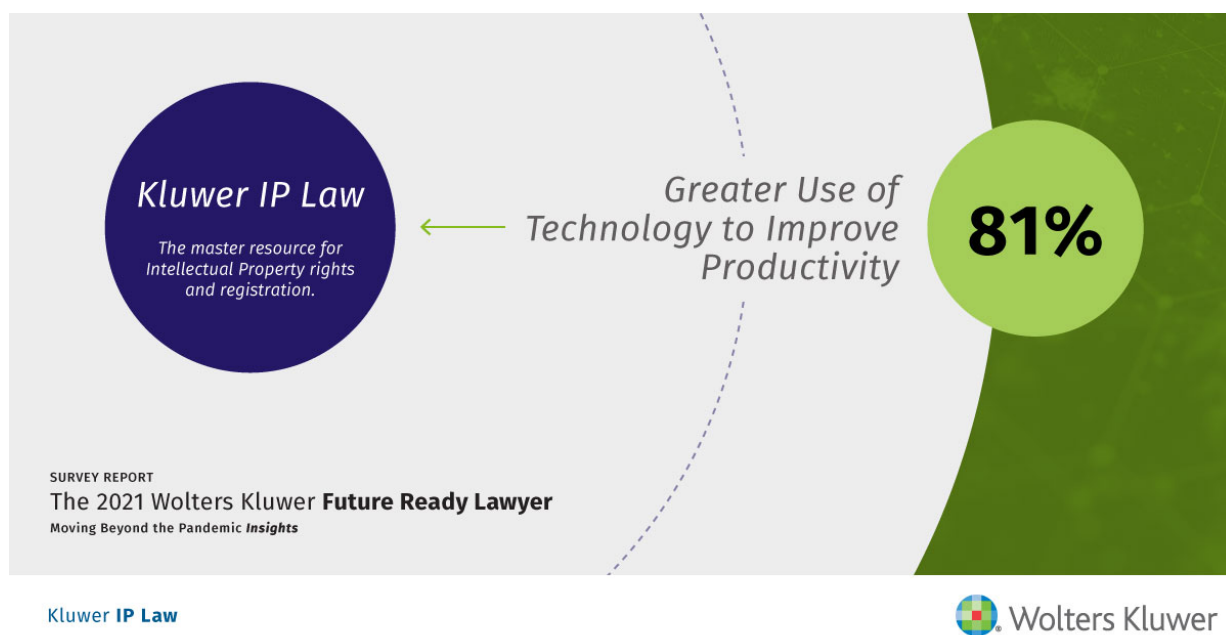 Kluwer IP Law
The master resource for
Intellectual Property rights
and registration.
Greater Use of
Technology to Improve
Productivity
81%
SURVEY REPORT
The 2021 Wolters Kluwer Future Ready Lawyer
Moving Beyond the Pandemic Insights
Kluwer IP Law
Wolters Kluwer